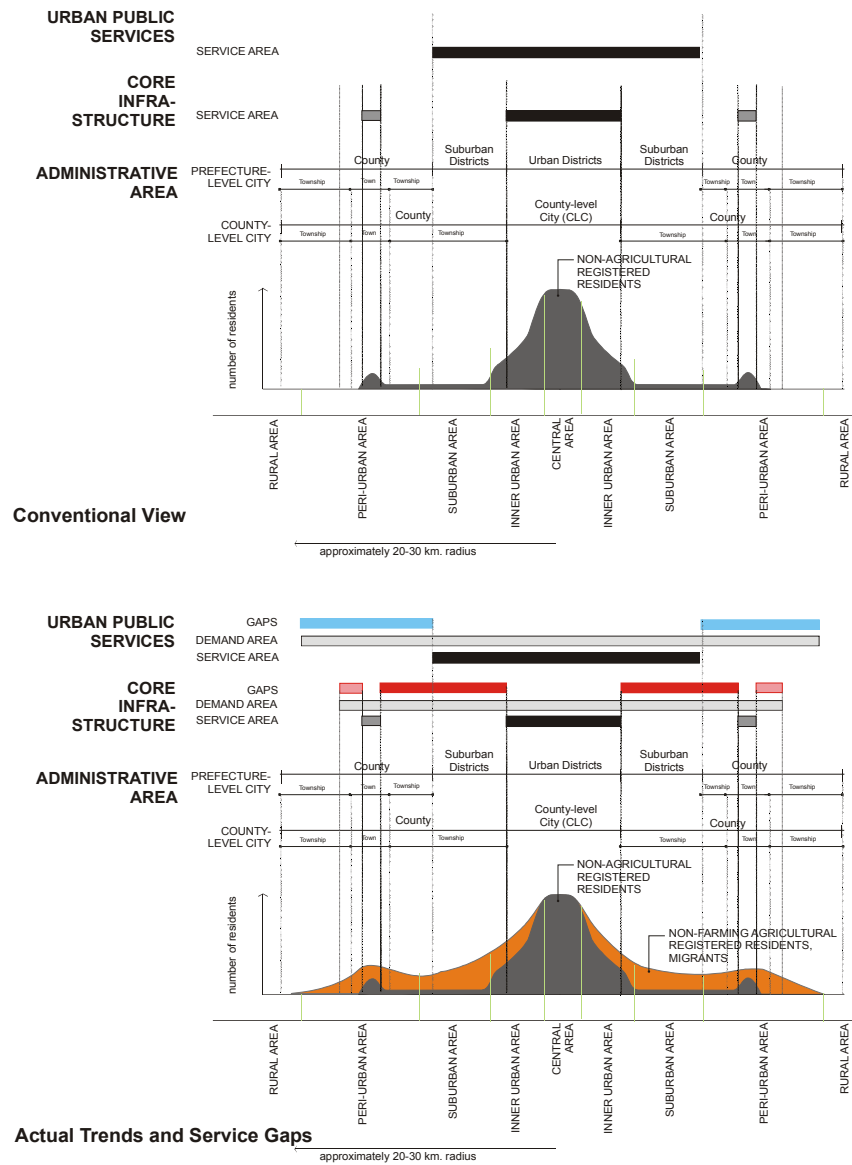 URBAN PUBLIC
SERVICES
SERVICE AREA
CORE
INFRA-
STRUCTURE
SERVICE AREA
ADMINISTRATIVE
AREA
PREFECTURE-
LEVEL CITY
County
Suburban
Districts
Urban Districts
Suburban
Districts
County
Township
Town
Township
Township
Town
Township
COUNTY-
LEVEL CITY
County
County-level
City (CLC)
County
Township
Town
Township
Township
Town
Township
NON-AGRICULTURAL
REGISTERED
RESIDENTS
number of residents
RURAL AREA
PERI-URBAN AREA
SUBURBAN AREA
INNER URBAN AREA
CENTRAL
AREA
INNER URBAN AREA
SUBURBAN AREA
PERI-URBAN AREA
RURAL AREA
Conventional View
approximately 20-30 km. radius
URBAN PUBLIC
SERVICES
GAPS
DEMAND AREA
SERVICE AREA
CORE
INFRA-
STRUCTURE
GAPS
DEMAND AREA
SERVICE AREA
ADMINISTRATIVE
AREA
PREFECTURE-
LEVEL CITY
County
Suburban
Districts
Urban Districts
Suburban
Districts
County
Township
Town
Township
Township
Town
Township
COUNTY-
LEVEL CITY
County
County-level
City (CLC)
County
Township
Town
Township
Township
Town
Township
NON-AGRICULTURAL
REGISTERED
RESIDENTS
NON-FARMING AGRICULTURAL
REGISTERED RESIDENTS,
MIGRANTS
number of residents
RURAL AREA
PERI-URBAN AREA
SUBURBAN AREA
INNER URBAN AREA
CENTRAL
AREA
INNER URBAN AREA
SUBURBAN AREA
PERI-URBAN AREA
RURAL AREA
Actual Trends and Service Gaps
approximately 20-30 km. radius